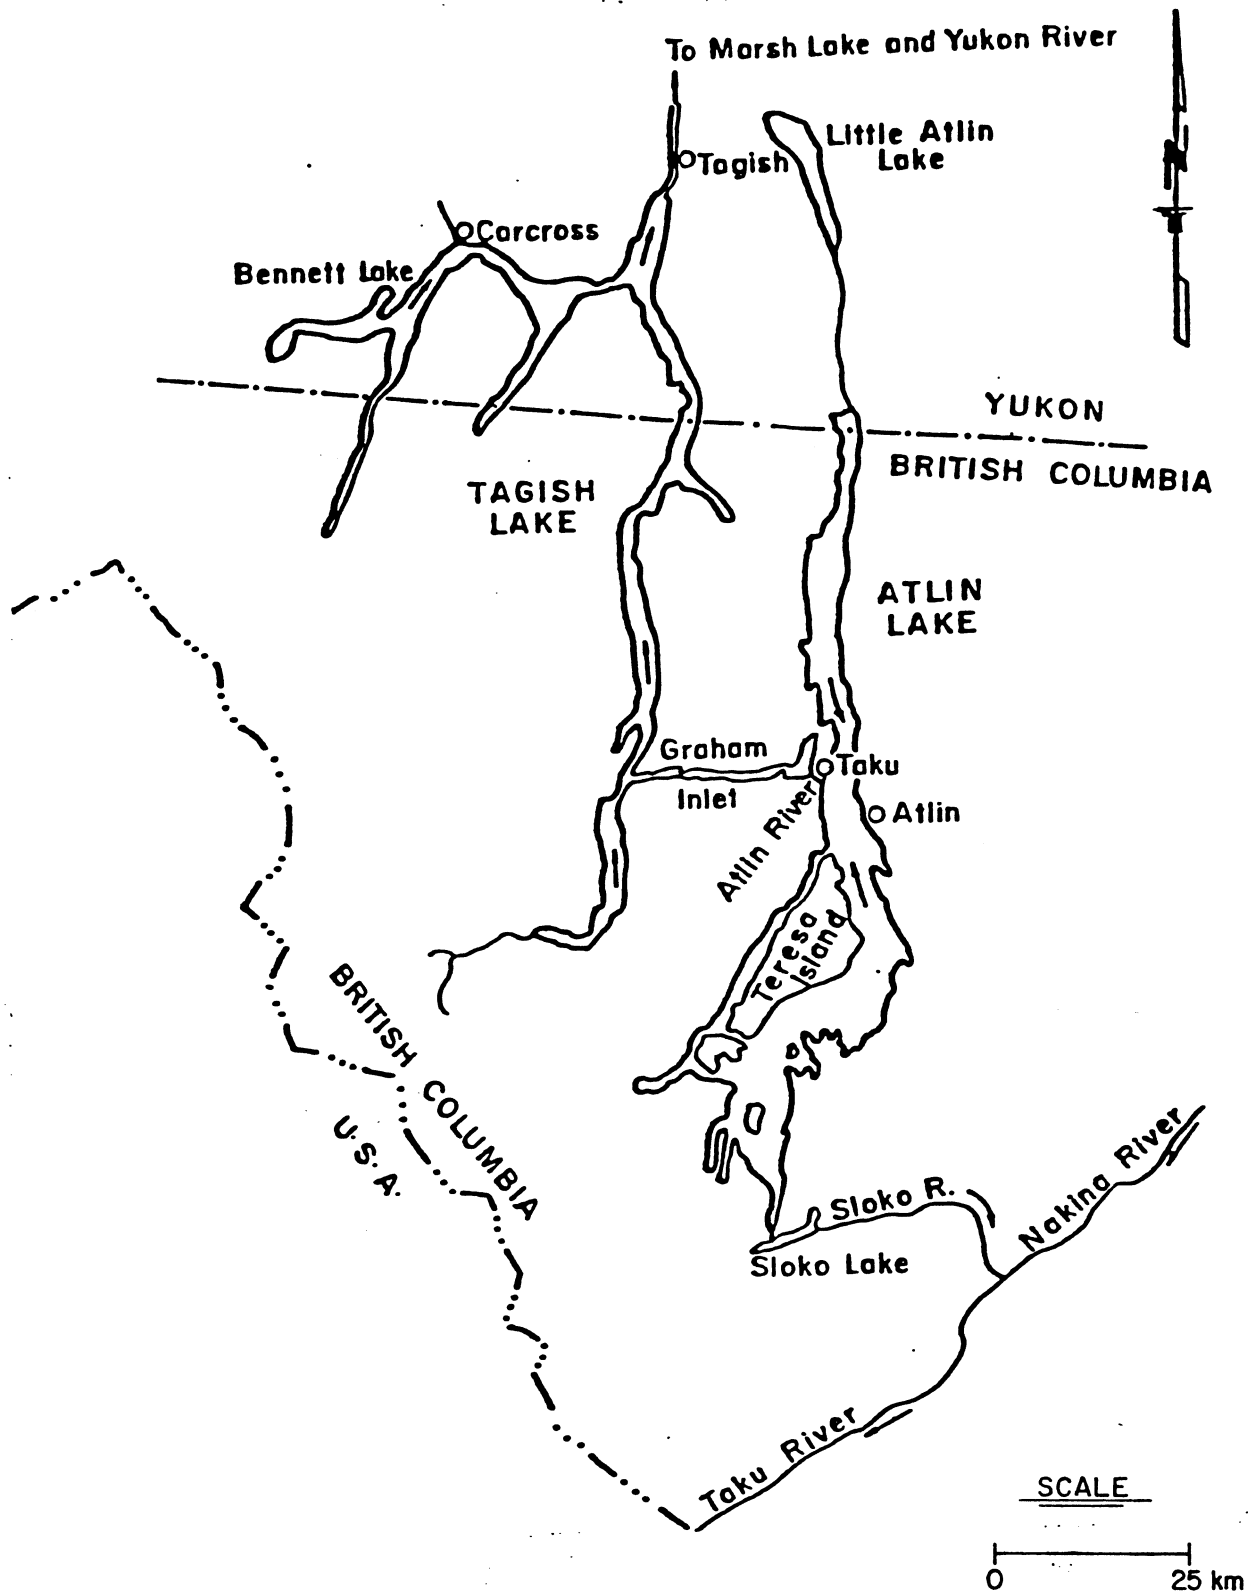 To Marsh Lake and Yukon River
Little Atlin
Lake
Tagish
Carcross
Bennett Lake
YUKON
BRITISH COLUMBIA
TAGISH
LAKE
ATLIN
LAKE
Graham
Inlet
Taku
Atlin
Atlin River
Teresa
Island
BRITISH COLUMBIA
U.S.A.
Sloko R.
Nakina River
Sloko Lake
Taku River
SCALE
0 25 km